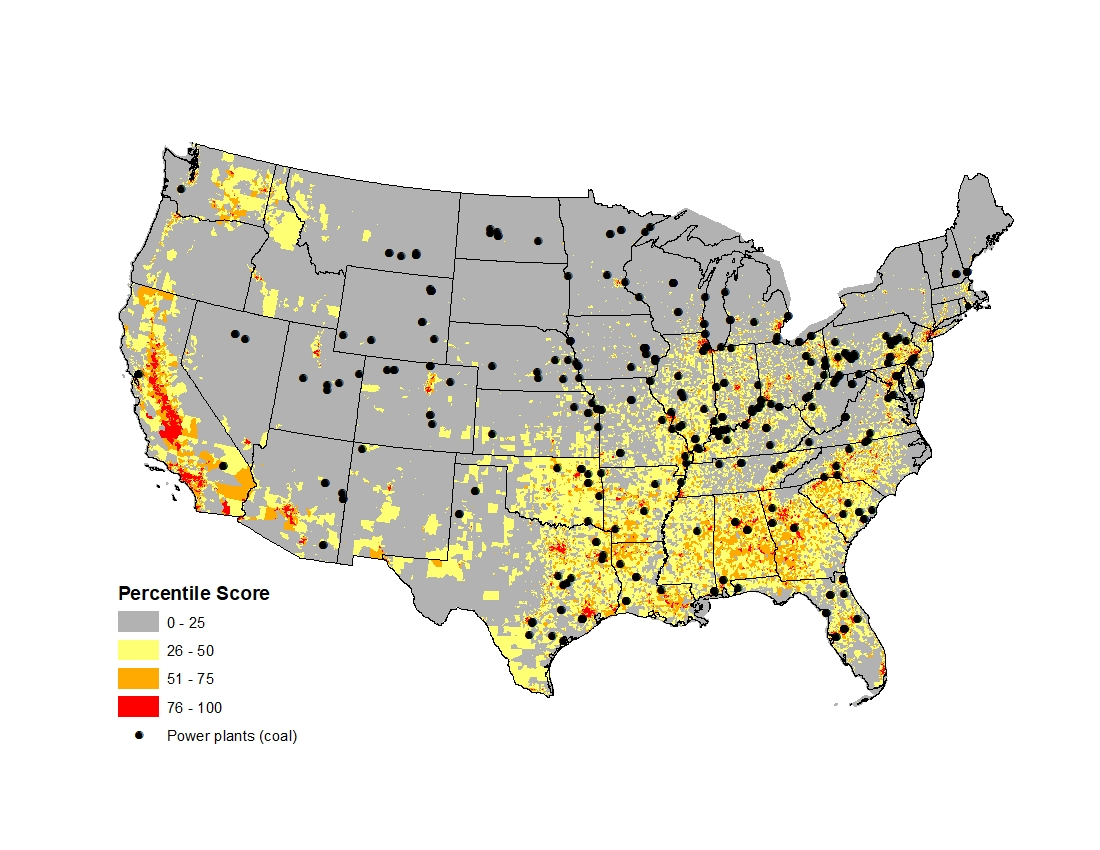 Percentile Score
0 - 25
26 - 50
51 - 75
76 - 100
Power plants (coal)